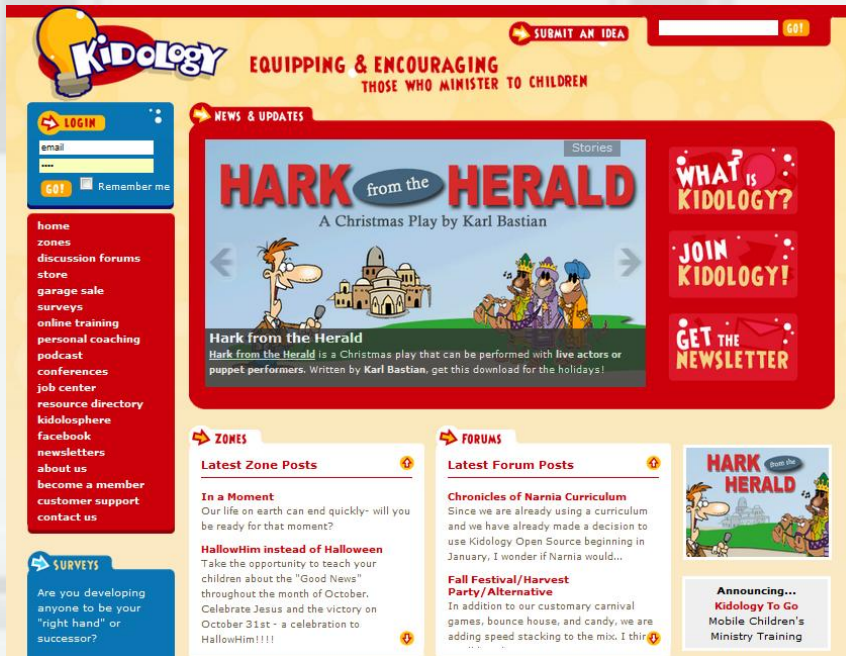 KIDOLOGY
EQUIPPING & ENCOURAGING
THOSE WHO MINISTER TO CHILDREN
SUBMIT AN IDEA
GO!
LOGIN
email
••••
GO! Remember me
home
zones
discussion forums
store
garage sale
surveys
online training
personal coaching
podcast
conferences
job center
resource directory
kidolosphere
facebook
newsletters
about us
become a member
customer support
contact us
SURVEYS
Are you developing
anyone to be your
"right hand" or
successor?
NEWS & UPDATES
Stories
HARK from the HERALD
A Christmas Play by Karl Bastian
Hark from the Herald
Hark from the Herald is a Christmas play that can be performed with live actors or
puppet performers. Written by Karl Bastian, get this download for the holidays!
WHAT IS
KIDOLOGY?
JOIN
KIDOLOGY!
GET THE
NEWSLETTER
ZONES
Latest Zone Posts
In a Moment
Our life on earth can end quickly- will you
be ready for that moment?
HallowHim instead of Halloween
Take the opportunity to teach your
children about the "Good News"
throughout the month of October.
Celebrate Jesus and the victory on
October 31st - a celebration to
HallowHim!!!!
FORUMS
Latest Forum Posts
Chronicles of Narnia Curriculum
Since we are already using a curriculum
and we have already made a decision to
use Kidology Open Source beginning in
January, I wonder if Narnia would...
Fall Festival/Harvest
Party/Alternative
In addition to our customary carnival
games, bounce house, and candy, we are
adding speed stacking to the mix. I thin
HARK from the
HERALD
Announcing...
Kidology To Go
Mobile Children's
Ministry Training